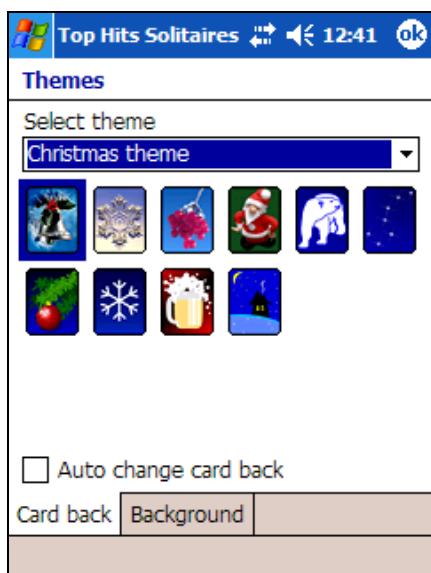 Top Hits Solitaires 12:41 ok
Themes
Select theme
Christmas theme
Auto change card back
Card back Background